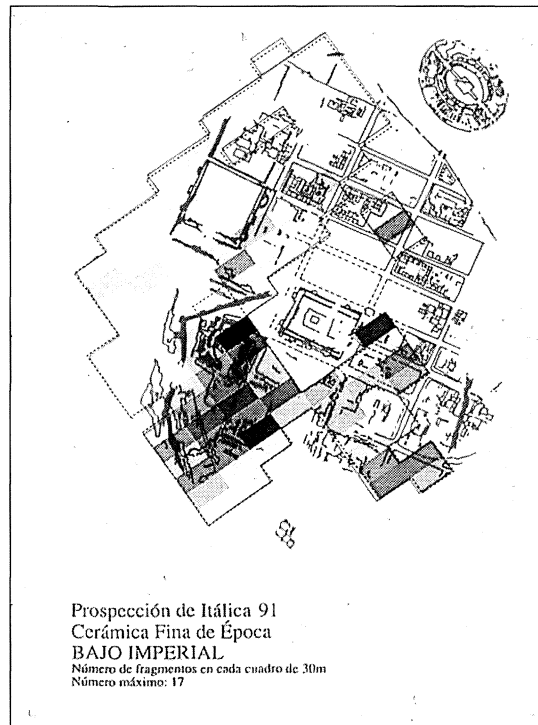 Prospección de Itálica 91
Cerámica Fina de Época
BAJO IMPERIAL
Número de fragmentos en cada cuadro de 30m
Número máximo: 17